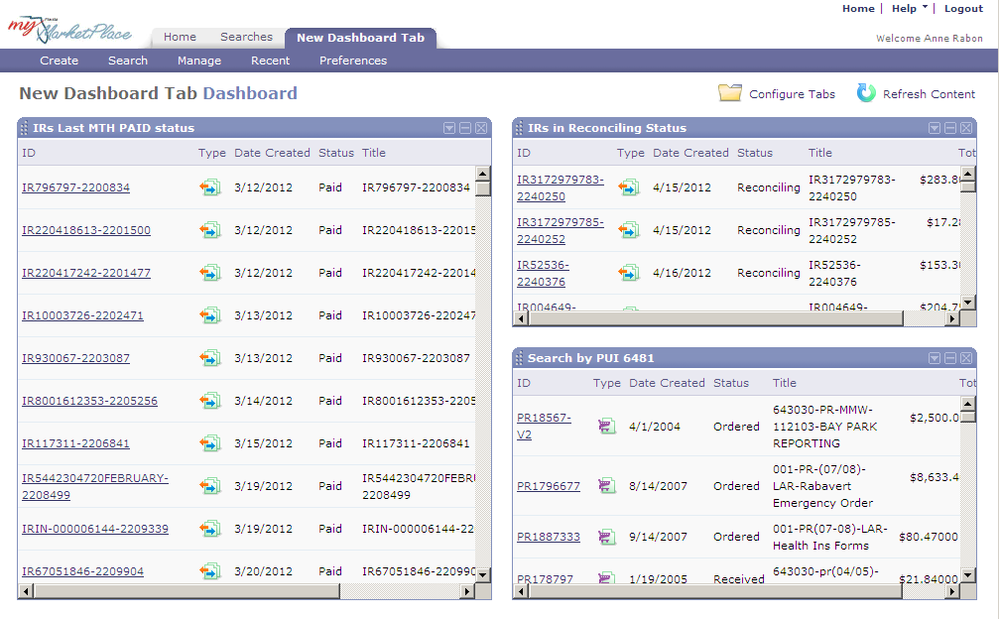 Home | Help | Logout
my Florida MarketPlace
Home Searches New Dashboard Tab
Welcome Anne Rabon
Create Search Manage Recent Preferences
New Dashboard Tab Dashboard
Configure Tabs Refresh Content
IRs Last MTH PAID status
ID Type Date Created Status Title
IR796797-2200834 3/12/2012 Paid IR796797-2200834
IR220418613-2201500 3/12/2012 Paid IR220418613-22015
IR220417242-2201477 3/12/2012 Paid IR220417242-22014
IR10003726-2202471 3/13/2012 Paid IR10003726-220247
IR930067-2203087 3/13/2012 Paid IR930067-2203087
IR8001612353-2205256 3/14/2012 Paid IR8001612353-2205
IR117311-2206841 3/15/2012 Paid IR117311-2206841
IR5442304720FEBRUARY-
2208499 3/19/2012 Paid IR5442304720FEBRU
2208499
IRIN-000006144-2209339 3/19/2012 Paid IRIN-000006144-22
IR67051846-2209904 3/20/2012 Paid IR67051846-220990
IRs in Reconciling Status
ID Type Date Created Status Title Tot
IR3172979783-
2240250 4/15/2012 Reconciling IR3172979783-
2240250 $283.8
IR3172979785-
2240252 4/15/2012 Reconciling IR3172979785-
2240252 $17.2
IR52536-
2240376 4/16/2012 Reconciling IR52536-
2240376 $153.3
IR004649- IR004649- $204.7
Search by PUI 6481
ID Type Date Created Status Title Tot
PR18567-
V2 4/1/2004 Ordered 643030-PR-MMW-
112103-BAY PARK
REPORTING $2,500.0
PR1796677 8/14/2007 Ordered 001-PR-(07/08)-
LAR-Rabavert
Emergency Order $8,633.4
PR1887333 9/14/2007 Ordered 001-PR(07-08)-LAR-
Health Ins Forms $80.47000
PR178797 1/19/2005 Received 643030-pr(04/05)- $21.84000